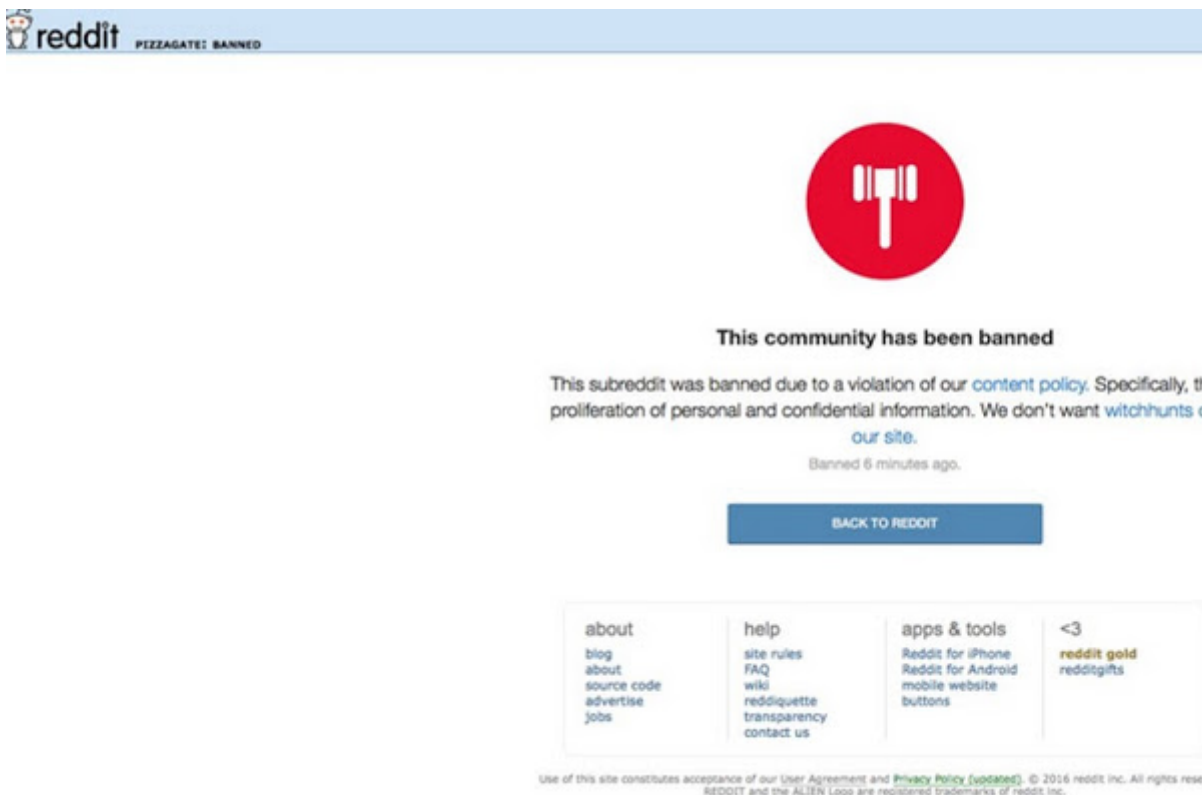 reddit PIZZAGATE: BANNED
This community has been banned
This subreddit was banned due to a violation of our content policy. Specifically,
proliferation of personal and confidential information. We don't want witchhunts
our site.
Banned 6 minutes ago.
BACK TO REDDIT
about help apps & tools <3
blog site rules Reddit for iPhone reddit gold
about FAQ Reddit for Android redditgifts
source code wiki mobile website
advertise reddiquette buttons
jobs transparency
contact us
Use of this site constitutes acceptance of our User Agreement and Privacy Policy (updated). © 2016 reddit inc. All rights
REDDIT and the ALIEN Logo are registered trademarks of reddit inc.